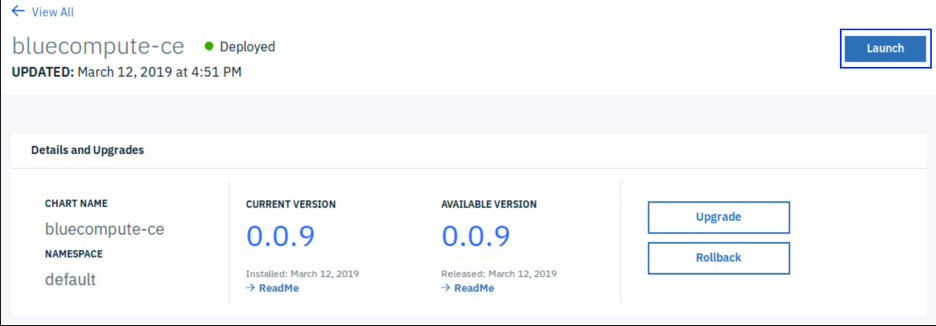 ← View All
bluecompute-ce Deployed
Launch
UPDATED: March 12, 2019 at 4:51 PM
Details and Upgrades
CHART NAME
bluecompute-ce
NAMESPACE
default
CURRENT VERSION
0.0.9
Installed: March 12, 2019
→ ReadMe
AVAILABLE VERSION
0.0.9
Released: March 12, 2019
→ ReadMe
Upgrade
Rollback